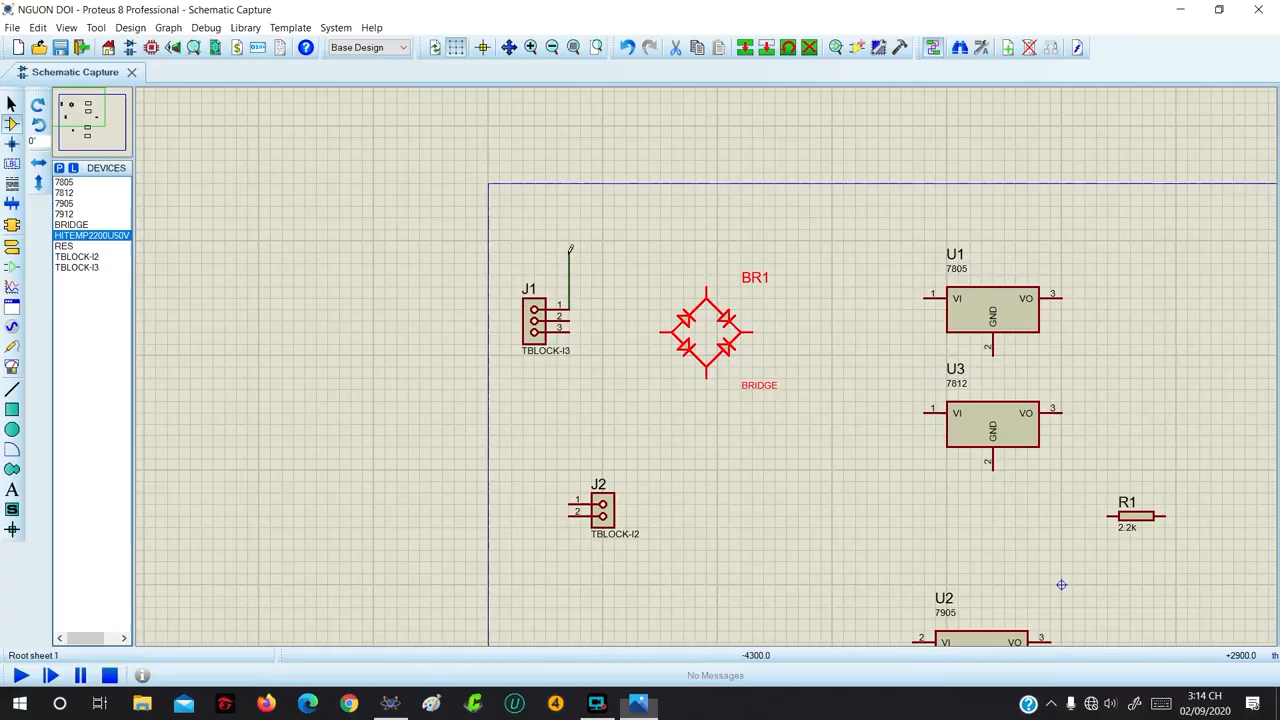 NGUON DOI - Proteus 8 Professional - Schematic Capture
File Edit View Tool Design Graph Debug Library Template System Help
Base Design
Schematic Capture
0°
P L DEVICES
7805
7812
7905
7912
BRIDGE
HITEMP2200U50V
RES
TBLOCK-I2
TBLOCK-I3
LBL
A
S
J1
1
2
3
TBLOCK-I3
BR1
BRIDGE
U1
7805
1 VI VO 3
GND
2
U3
7812
1 VI VO 3
GND
2
J2
1
2
TBLOCK-I2
R1
2.2k
U2
7905
2 VI VO 3
Root sheet 1
-4300.0 +2900.0 th
No Messages
3:14 CH
02/09/2020